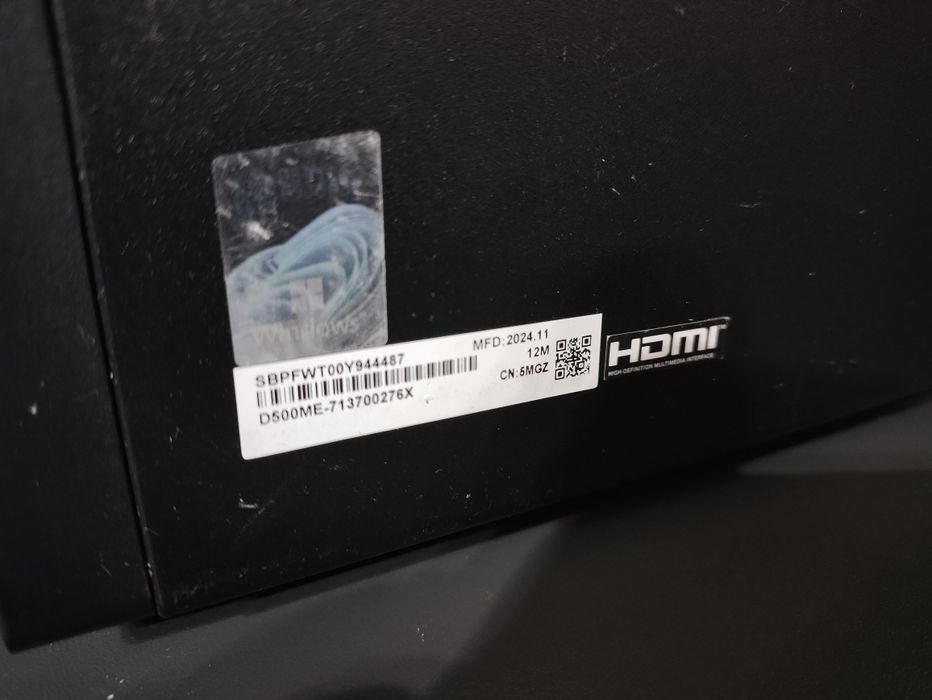 Windows
SBPFWT00Y944487
MFD:2024.11
12M
CN:5MGZ
D500ME-713700276X
HDMI
HIGH-DEFINITION MULTIMEDIA INTERFACE